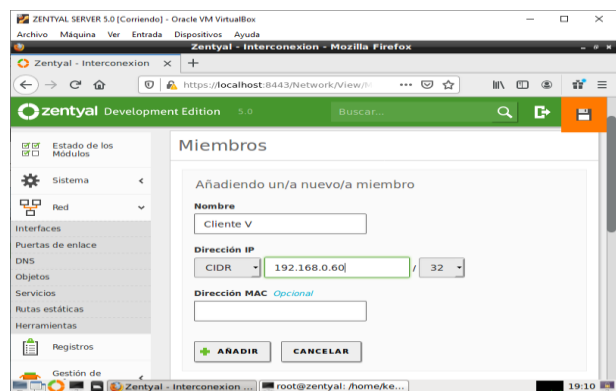 ZENTYAL SERVER 5.0 [Corriendo] - Oracle VM VirtualBox
Archivo Máquina Ver Entrada Dispositivos Ayuda
Zentyal - Interconexion - Mozilla Firefox
Zentyal - Interconexion
https://localhost:8443/Network/View/M
zentyal Development Edition 5.0 Buscar...
Estado de los
Módulos
Sistema
Red
Interfaces
Puertas de enlace
DNS
Objetos
Servicios
Rutas estáticas
Herramientas
Registros
Gestión de
Miembros
Añadiendo un/a nuevo/a miembro
Nombre
Cliente V
Dirección IP
CIDR 192.168.0.60 / 32
Dirección MAC Opcional
AÑADIR CANCELAR
Zentyal - Interconexion ... root@zentyal: /home/ke... 19:10